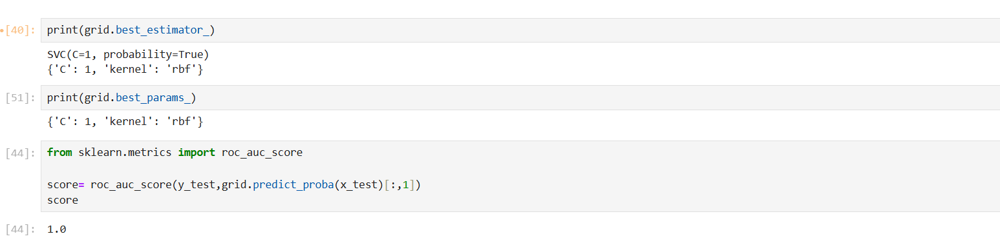 [40]: print(grid.best_estimator_)
SVC(C=1, probability=True)
{'C': 1, 'kernel': 'rbf'}
[51]: print(grid.best_params_)
{'C': 1, 'kernel': 'rbf'}
[44]: from sklearn.metrics import roc_auc_score
score= roc_auc_score(y_test,grid.predict_proba(x_test)[:,1])
score
[44]: 1.0